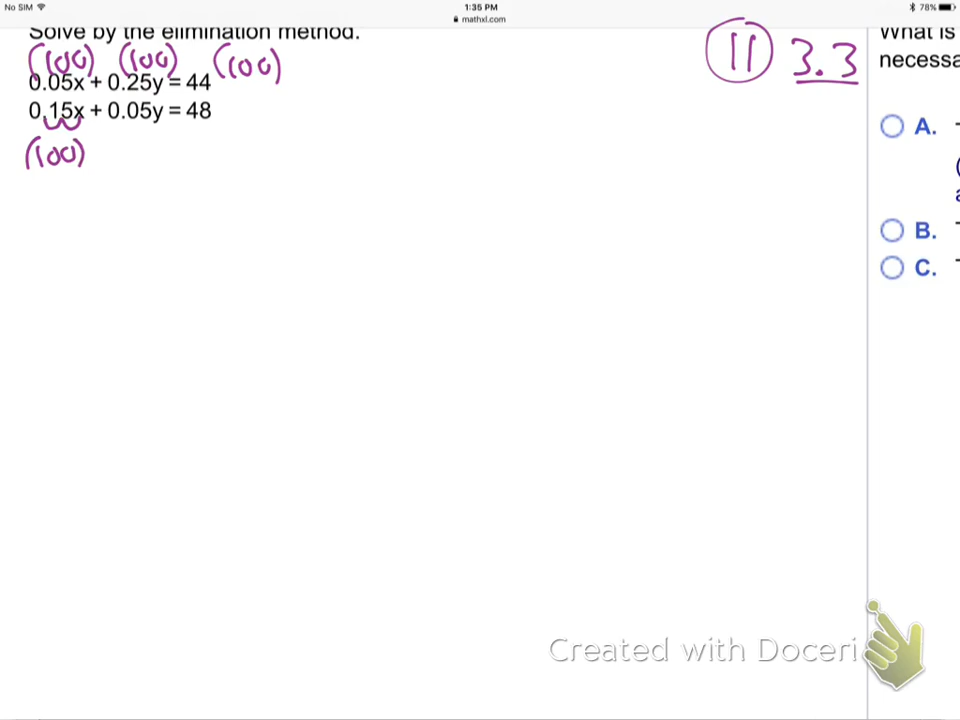 No SIM 1:35 PM 78%
mathxl.com
Solve by the elimination method.
(100) (100) (100)
0.05x + 0.25y = 44
0.15x + 0.05y = 48
(100)
11 3.3
What is
necessa
A.
B.
C.
Created with Doceri